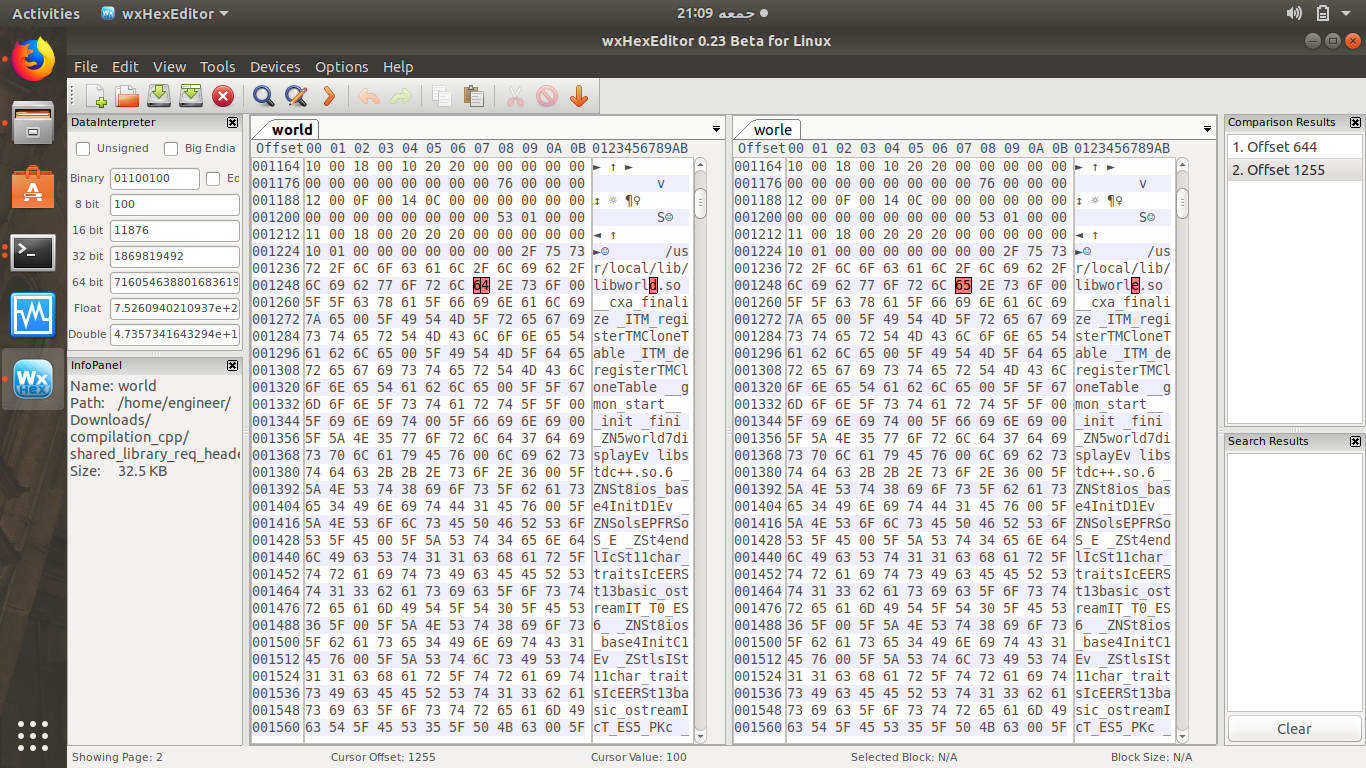 Activities wxHexEditor 21:09 جمعه
wxHexEditor 0.23 Beta for Linux
File Edit View Tools Devices Options Help
DataInterpreter
Unsigned Big Endia
Binary 01100100 Ed
8 bit 100
16 bit 11876
32 bit 1869819492
64 bit 716054638801683619
Float 7.5260940210937e+2
Double 4.7357341643294e+1
InfoPanel
Name: world
Path: /home/engineer/
Downloads/
compilation_cpp/
shared_library_req_heade
Size: 32.5 KB
world
Offset 00 01 02 03 04 05 06 07 08 09 0A 0B 0123456789AB
001164 10 00 18 00 10 20 20 00 00 00 00 00 ► ↑ ►
001176 00 00 00 00 00 00 00 00 76 00 00 00 v
001188 12 00 0F 00 14 0C 00 00 00 00 00 00 ↕ ☼ ¶♀
001200 00 00 00 00 00 00 00 00 53 01 00 00 S☺
001212 11 00 18 00 20 20 20 00 00 00 00 00 ◄ ↑
001224 10 01 00 00 00 00 00 00 00 2F 75 73 ►☺ /us
001236 72 2F 6C 6F 63 61 6C 2F 6C 69 62 2F r/local/lib/
001248 6C 69 62 77 6F 72 6C 64 2E 73 6F 00 libworld.so
001260 5F 5F 63 78 61 5F 66 69 6E 61 6C 69 __cxa_finali
001272 7A 65 00 5F 49 54 4D 5F 72 65 67 69 ze _ITM_regi
001284 73 74 65 72 54 4D 43 6C 6F 6E 65 54 sterTMCloneT
001296 61 62 6C 65 00 5F 49 54 4D 5F 64 65 able _ITM_de
001308 72 65 67 69 73 74 65 72 54 4D 43 6C registerTMCl
001320 6F 6E 65 54 61 62 6C 65 00 5F 5F 67 oneTable __g
001332 6D 6F 6E 5F 73 74 61 72 74 5F 5F 00 mon_start__
001344 5F 69 6E 69 74 00 5F 66 69 6E 69 00 _init _fini
001356 5F 5A 4E 35 77 6F 72 6C 64 37 64 69 _ZN5world7di
001368 73 70 6C 61 79 45 76 00 6C 69 62 73 splayEv libs
001380 74 64 63 2B 2B 2E 73 6F 2E 36 00 5F tdc++.so.6 _
001392 5A 4E 53 74 38 69 6F 73 5F 62 61 73 ZNSt8ios_bas
001404 65 34 49 6E 69 74 44 31 45 76 00 5F e4InitD1Ev _
001416 5A 4E 53 6F 6C 73 45 50 46 52 53 6F ZNSolsEPFRSo
001428 53 5F 45 00 5F 5A 53 74 34 65 6E 64 S_E _ZSt4end
001440 6C 49 63 53 74 31 31 63 68 61 72 5F lIcSt11char_
001452 74 72 61 69 74 73 49 63 45 45 52 53 traitsIcEERS
001464 74 31 33 62 61 73 69 63 5F 6F 73 74 t13basic_ost
001476 72 65 61 6D 49 54 5F 54 30 5F 45 53 reamIT_T0_ES
001488 36 5F 00 5F 5A 4E 53 74 38 69 6F 73 6_ _ZNSt8ios
001500 5F 62 61 73 65 34 49 6E 69 74 43 31 _base4InitC1
001512 45 76 00 5F 5A 53 74 6C 73 49 53 74 Ev _ZStlsISt
001524 31 31 63 68 61 72 5F 74 72 61 69 74 11char_trait
001536 73 49 63 45 45 52 53 74 31 33 62 61 sIcEERSt13ba
001548 73 69 63 5F 6F 73 74 72 65 61 6D 49 sic_ostreamI
001560 63 54 5F 45 53 35 5F 50 4B 63 00 5F cT_ES5_PKc _
worle
Offset 00 01 02 03 04 05 06 07 08 09 0A 0B 0123456789AB
001164 10 00 18 00 10 20 20 00 00 00 00 00 ► ↑ ►
001176 00 00 00 00 00 00 00 00 76 00 00 00 v
001188 12 00 0F 00 14 0C 00 00 00 00 00 00 ↕ ☼ ¶♀
001200 00 00 00 00 00 00 00 00 53 01 00 00 S☺
001212 11 00 18 00 20 20 20 00 00 00 00 00 ◄ ↑
001224 10 01 00 00 00 00 00 00 00 2F 75 73 ►☺ /us
001236 72 2F 6C 6F 63 61 6C 2F 6C 69 62 2F r/local/lib/
001248 6C 69 62 77 6F 72 6C 65 2E 73 6F 00 libworle.so
001260 5F 5F 63 78 61 5F 66 69 6E 61 6C 69 __cxa_finali
001272 7A 65 00 5F 49 54 4D 5F 72 65 67 69 ze _ITM_regi
001284 73 74 65 72 54 4D 43 6C 6F 6E 65 54 sterTMCloneT
001296 61 62 6C 65 00 5F 49 54 4D 5F 64 65 able _ITM_de
001308 72 65 67 69 73 74 65 72 54 4D 43 6C registerTMCl
001320 6F 6E 65 54 61 62 6C 65 00 5F 5F 67 oneTable __g
001332 6D 6F 6E 5F 73 74 61 72 74 5F 5F 00 mon_start__
001344 5F 69 6E 69 74 00 5F 66 69 6E 69 00 _init _fini
001356 5F 5A 4E 35 77 6F 72 6C 64 37 64 69 _ZN5world7di
001368 73 70 6C 61 79 45 76 00 6C 69 62 73 splayEv libs
001380 74 64 63 2B 2B 2E 73 6F 2E 36 00 5F tdc++.so.6 _
001392 5A 4E 53 74 38 69 6F 73 5F 62 61 73 ZNSt8ios_bas
001404 65 34 49 6E 69 74 44 31 45 76 00 5F e4InitD1Ev _
001416 5A 4E 53 6F 6C 73 45 50 46 52 53 6F ZNSolsEPFRSo
001428 53 5F 45 00 5F 5A 53 74 34 65 6E 64 S_E _ZSt4end
001440 6C 49 63 53 74 31 31 63 68 61 72 5F lIcSt11char_
001452 74 72 61 69 74 73 49 63 45 45 52 53 traitsIcEERS
001464 74 31 33 62 61 73 69 63 5F 6F 73 74 t13basic_ost
001476 72 65 61 6D 49 54 5F 54 30 5F 45 53 reamIT_T0_ES
001488 36 5F 00 5F 5A 4E 53 74 38 69 6F 73 6_ _ZNSt8ios
001500 5F 62 61 73 65 34 49 6E 69 74 43 31 _base4InitC1
001512 45 76 00 5F 5A 53 74 6C 73 49 53 74 Ev _ZStlsISt
001524 31 31 63 68 61 72 5F 74 72 61 69 74 11char_trait
001536 73 49 63 45 45 52 53 74 31 33 62 61 sIcEERSt13ba
001548 73 69 63 5F 6F 73 74 72 65 61 6D 49 sic_ostreamI
001560 63 54 5F 45 53 35 5F 50 4B 63 00 5F cT_ES5_PKc _
Comparison Results
1. Offset 644
2. Offset 1255
Search Results
Clear
Showing Page: 2 Cursor Offset: 1255 Cursor Value: 100 Selected Block: N/A Block Size: N/A